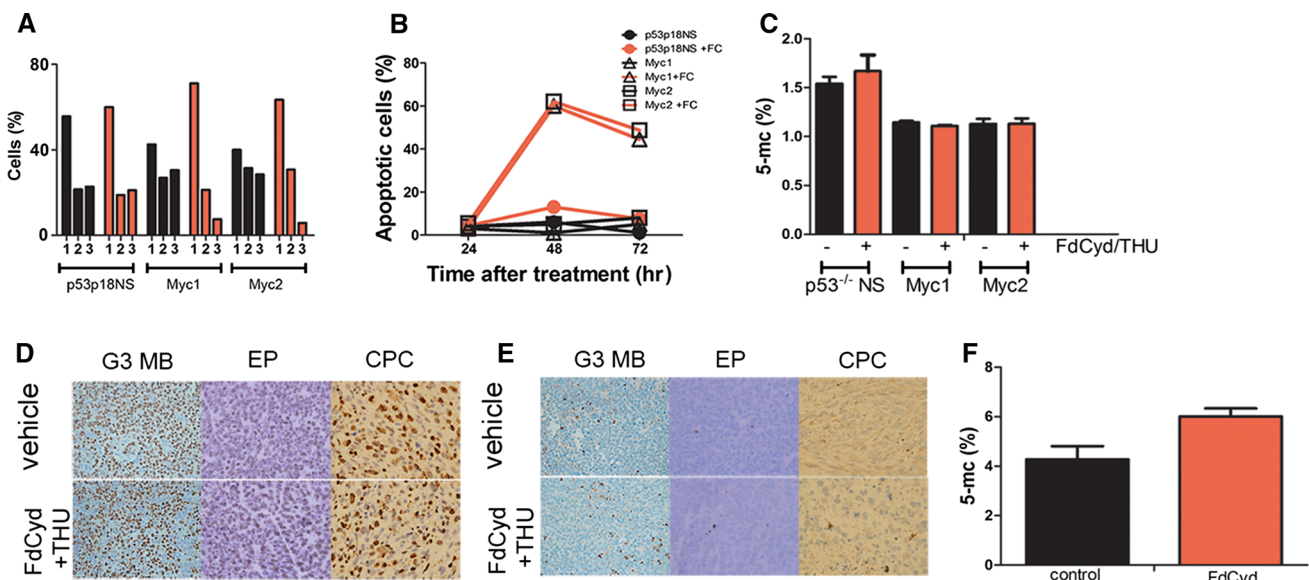 A
Cells (%)
80
40
0
1 2 3 1 2 3 1 2 3 1 2 3 1 2 3 1 2 3
p53p18NS Myc1 Myc2
B
Apoptotic cells (%)
80
60
40
20
0
24 48 72
Time after treatment (hr)
p53p18NS
p53p18NS +FC
Myc1
Myc1+FC
Myc2
Myc2 +FC
C
5-mc (%)
2.0
1.5
1.0
0.5
0.0
- + - + - + FdCyd/THU
p53-/- NS Myc1 Myc2
D
G3 MB EP CPC
vehicle
FdCyd
+THU
E
G3 MB EP CPC
vehicle
FdCyd
+THU
F
5-mc (%)
8
6
4
2
0
control FdCyd